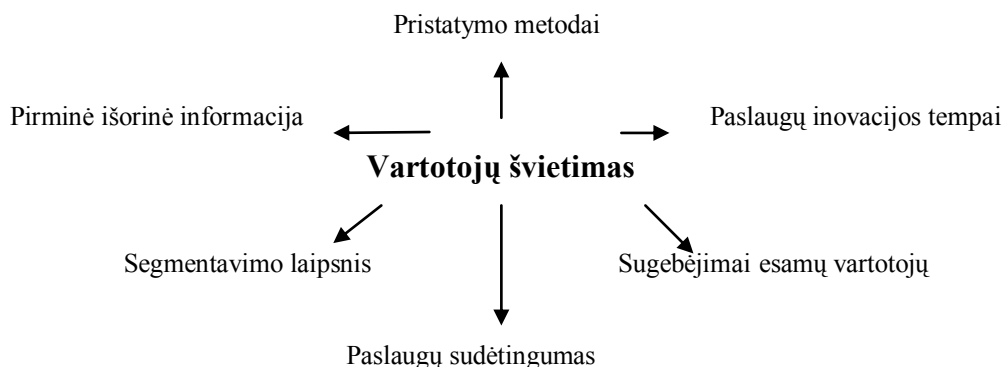 Pristatymo metodai
Pirminė išorinė informacija
Paslaugų inovacijos tempai
Vartotojų švietimas
Segmentavimo laipsnis
Sugebėjimai esamų vartotojų
Paslaugų sudėtingumas